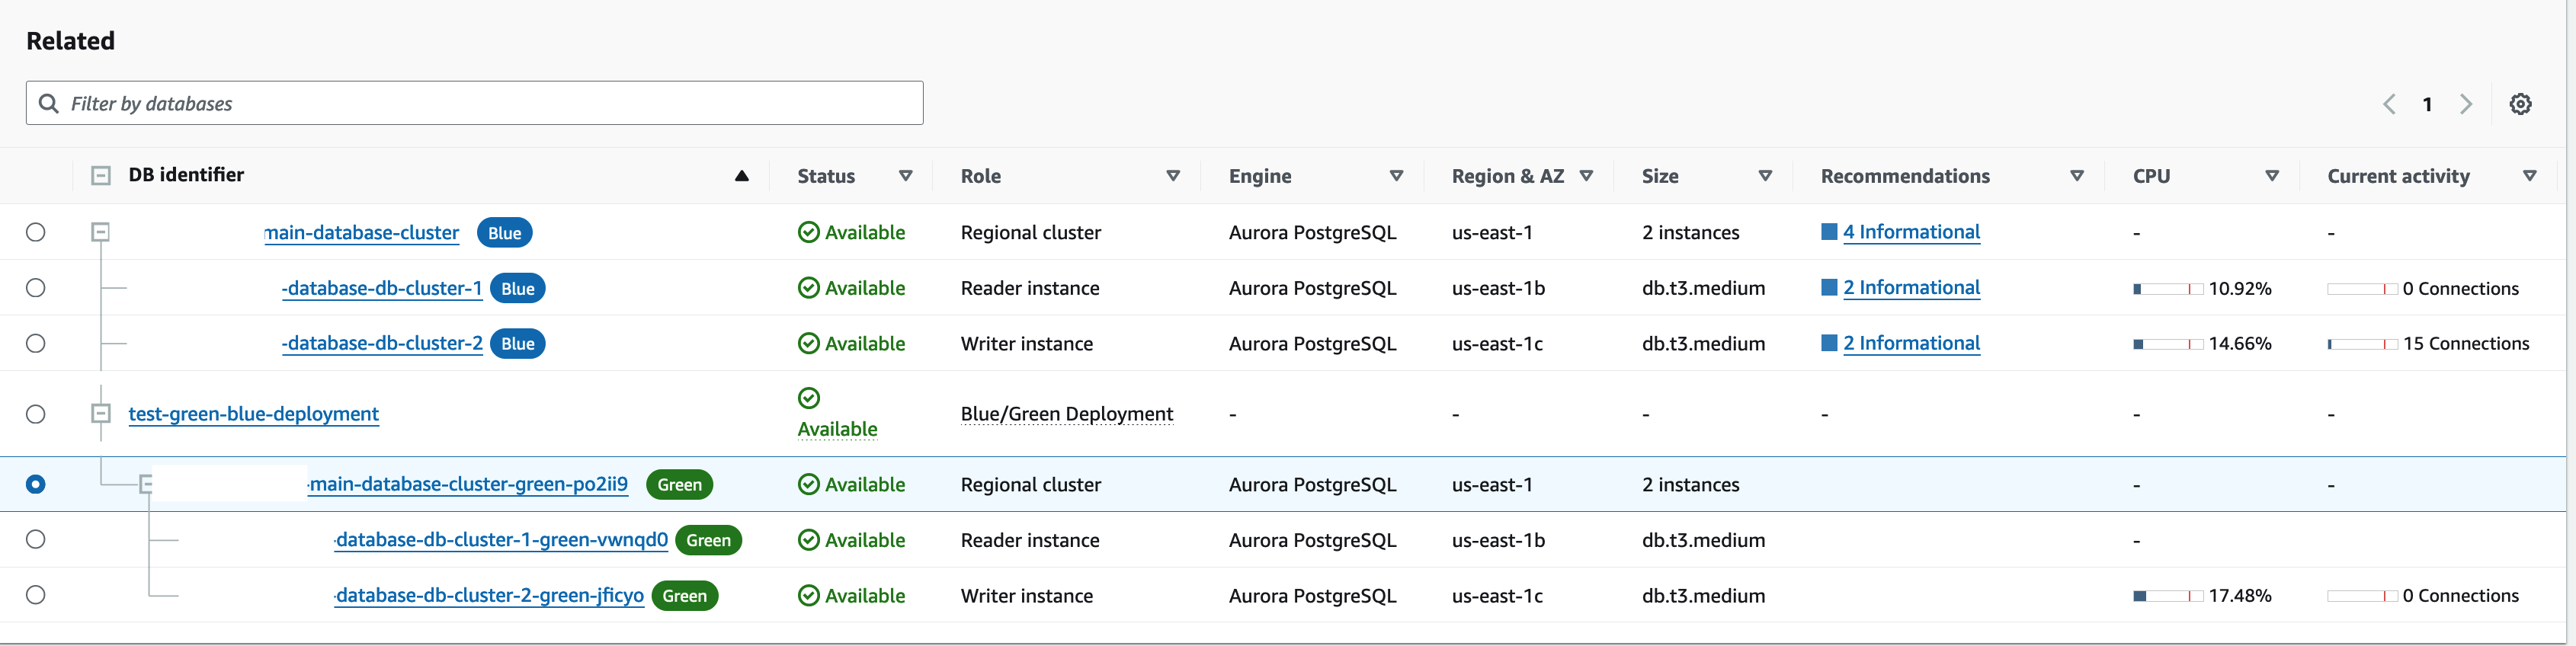 Related
Filter by databases
1
DB identifier Status Role Engine Region & AZ Size Recommendations CPU Current activity
main-database-cluster Blue Available Regional cluster Aurora PostgreSQL us-east-1 2 instances 4 Informational - -
-database-db-cluster-1 Blue Available Reader instance Aurora PostgreSQL us-east-1b db.t3.medium 2 Informational 10.92% 0 Connections
-database-db-cluster-2 Blue Available Writer instance Aurora PostgreSQL us-east-1c db.t3.medium 2 Informational 14.66% 15 Connections
test-green-blue-deployment Available Blue/Green Deployment - - - - - -
-main-database-cluster-green-po2ii9 Green Available Regional cluster Aurora PostgreSQL us-east-1 2 instances - -
-database-db-cluster-1-green-vwnqd0 Green Available Reader instance Aurora PostgreSQL us-east-1b db.t3.medium -
-database-db-cluster-2-green-jficyo Green Available Writer instance Aurora PostgreSQL us-east-1c db.t3.medium 17.48% 0 Connections